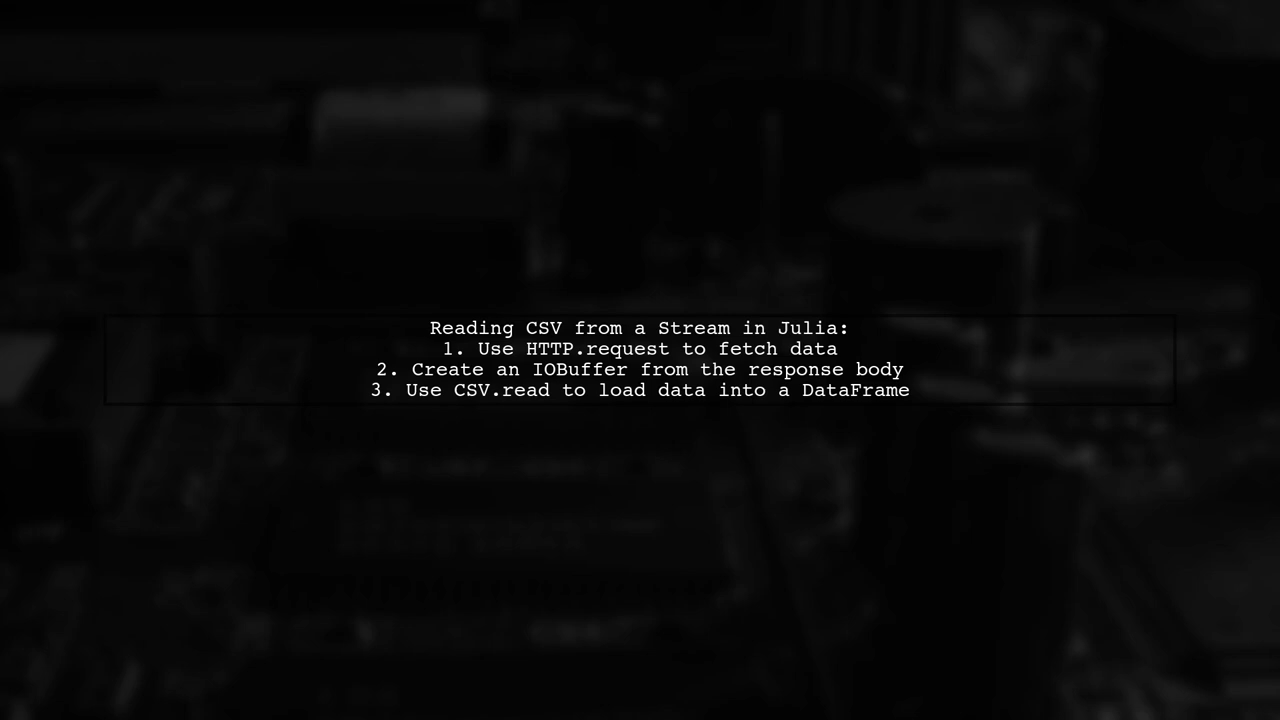 Reading CSV from a Stream in Julia:
1. Use HTTP.request to fetch data
2. Create an IOBuffer from the response body
3. Use CSV.read to load data into a DataFrame